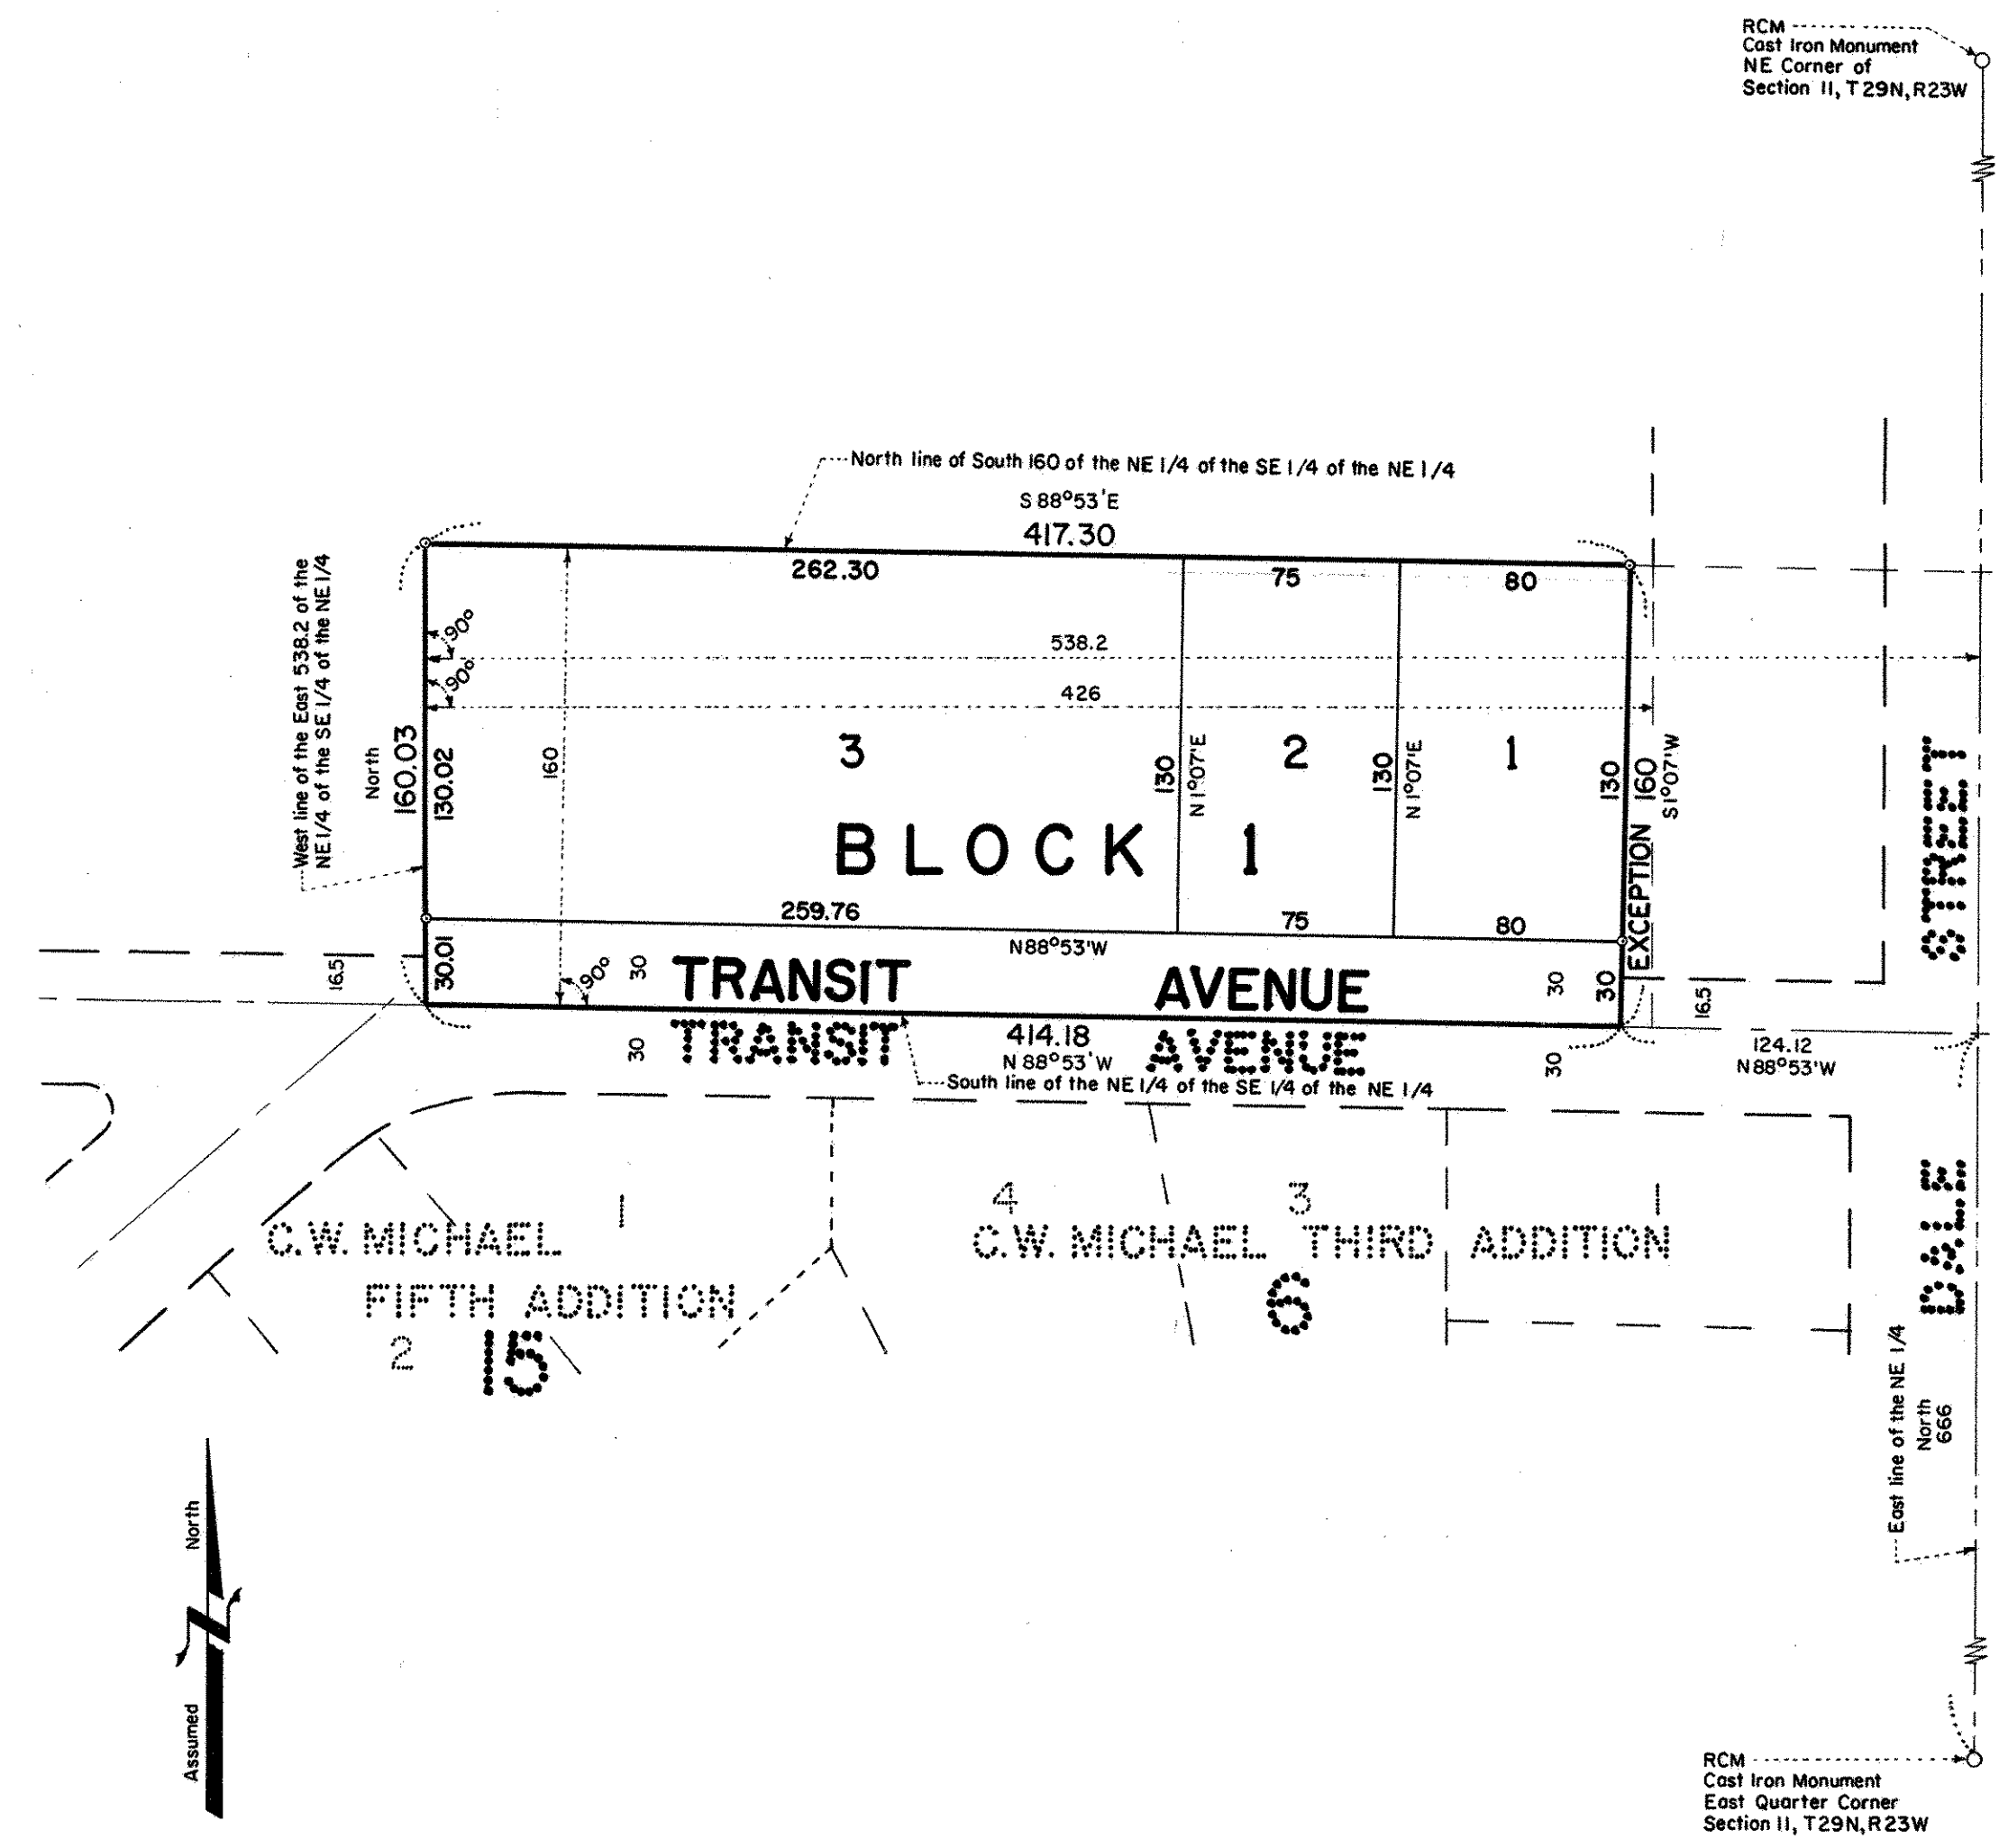 RCM
Cast Iron Monument
NE Corner of
Section 11, T29N, R23W
North line of South 160 of the NE 1/4 of the SE 1/4 of the NE 1/4
S 88°53'E
417.30
262.30
75
80
West line of the East 538.2 of the
NE 1/4 of the SE 1/4 of the NE 1/4
90°
90°
538.2
426
North
160.03
130.02
160
3
130
N 1°07'E
2
130
N 1°07'E
1
130
EXCEPTION 160
S 1°07'W
BLOCK 1
259.76
75
80
N88°53'W
16.5
30.01
90°
30
TRANSIT AVENUE
30
30
16.5
30
TRANSIT AVENUE
414.18
N 88°53'W
30
124.12
N88°53'W
South line of the NE 1/4 of the SE 1/4 of the NE 1/4
DALE STREET
1
C.W. MICHAEL
FIFTH ADDITION
2
15
4
3
1
C.W. MICHAEL THIRD ADDITION
6
East line of the NE 1/4
North
666
Assumed North
RCM
Cast Iron Monument
East Quarter Corner
Section 11, T29N, R23W